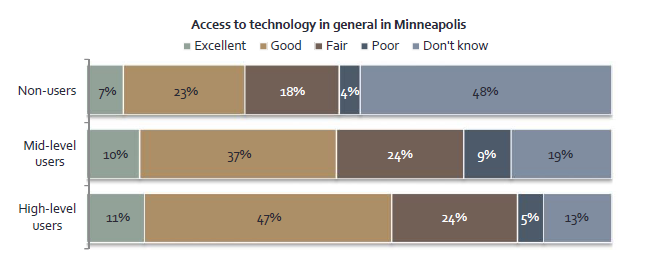 Access to technology in general in Minneapolis
Excellent Good Fair Poor Don't know
Non-users 7% 23% 18% 4% 48%
Mid-level
users 10% 37% 24% 9% 19%
High-level
users 11% 47% 24% 5% 13%